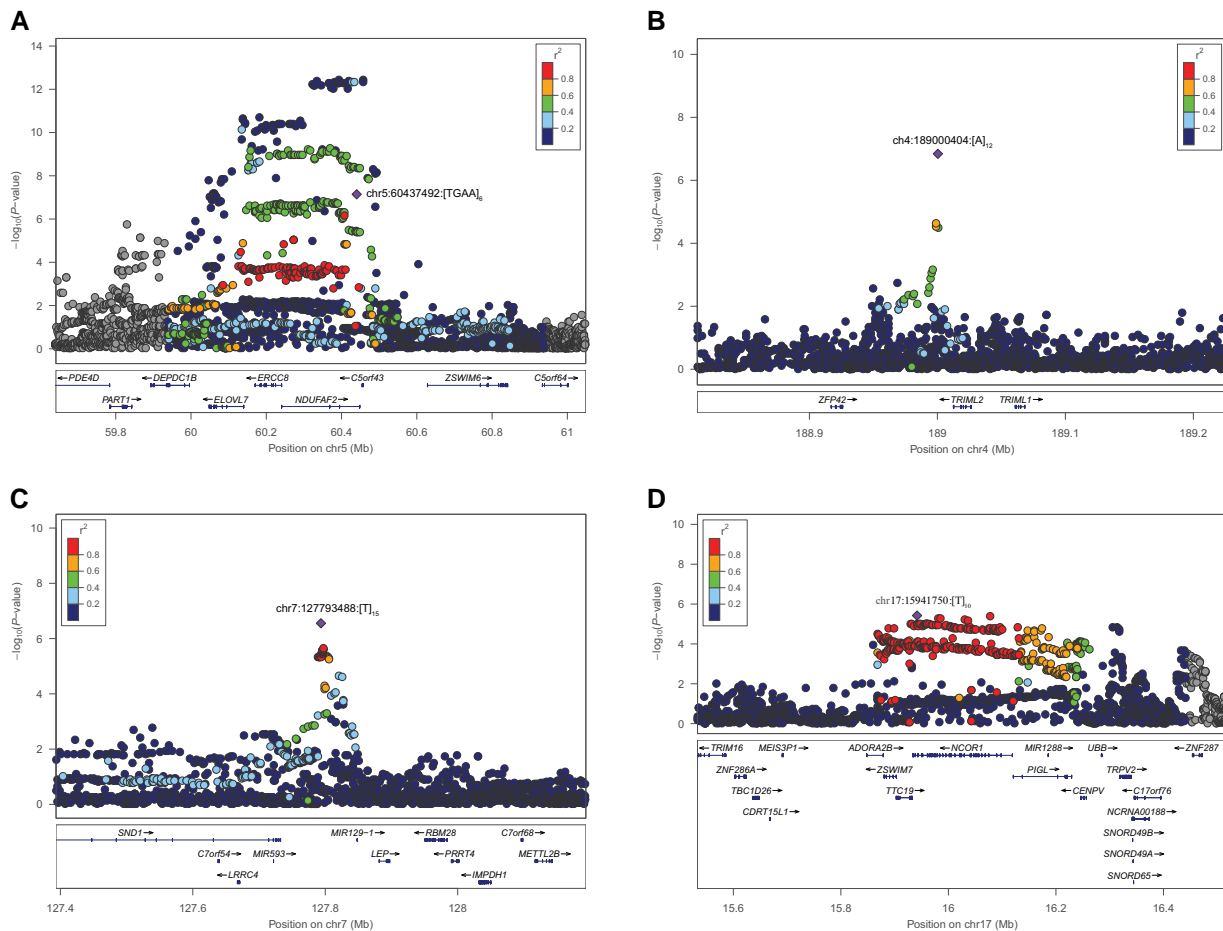 A
r²
0.8
0.6
0.4
0.2
chr5:60437492:[TGAA]₆
−log₁₀(P−value)
14
12
10
8
6
4
2
0
←PDE4D ←DEPDC1B ←ERCC8 ←C5orf43 ZSWIM6→ C5orf64→
PART1→ ←ELOVL7 NDUFAF2→
59.8 60 60.2 60.4 60.6 60.8 61
Position on chr5 (Mb)
B
r²
0.8
0.6
0.4
0.2
chr4:189000404:[A]₁₂
−log₁₀(P−value)
10
8
6
4
2
0
ZFP42→ ←TRIML2 TRIML1→
188.9 189 189.1 189.2
Position on chr4 (Mb)
C
r²
0.8
0.6
0.4
0.2
chr7:127793488:[T]₁₅
−log₁₀(P−value)
10
8
6
4
2
0
SND1→ MIR129−1→ ←RBM28 C7orf68→
C7orf54→ MIR593→ LEP→ ←PRRT4 METTL2B→
←LRRC4 ←IMPDH1
127.4 127.6 127.8 128
Position on chr7 (Mb)
D
r²
0.8
0.6
0.4
0.2
chr17:15941750:[T]₁₀
−log₁₀(P−value)
10
8
6
4
2
0
←TRIM16 MEIS3P1→ ADORA2B→ ←NCOR1 MIR1288→ UBB→ ←ZNF287
ZNF286A→ ←ZSWIM7 PIGL→ TRPV2→
TBC1D26→ TTC19→ ←CENPV ←C17orf76
CDRT15L1→ NCRNA00188→
SNORD49B→
SNORD49A→
SNORD65→
15.6 15.8 16 16.2 16.4
Position on chr17 (Mb)